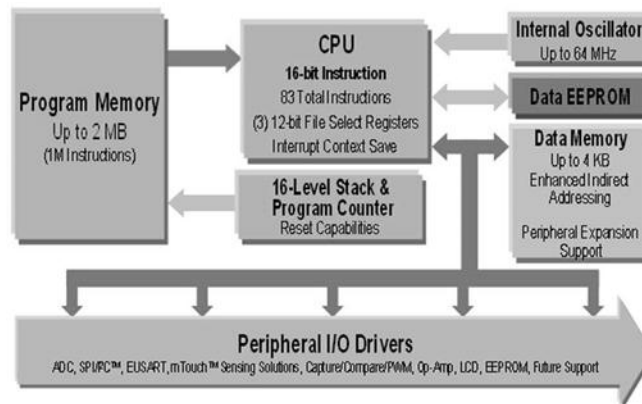 Program Memory
Up to 2 MB
(1M Instructions)
CPU
16-bit Instruction
83 Total Instructions
(3) 12-bit File Select Registers
Interrupt Context Save
16-Level Stack &
Program Counter
Reset Capabilities
Internal Oscillator
Up to 64 MHz
Data EEPROM
Data Memory
Up to 4 KB
Enhanced Indirect
Addressing
Peripheral Expansion
Support
Peripheral I/O Drivers
ADC, SPI/I²C™, EUSART, mTouch™ Sensing Solutions, Capture/Compare/PWM, Op-Amp, LCD, EEPROM, Future Support